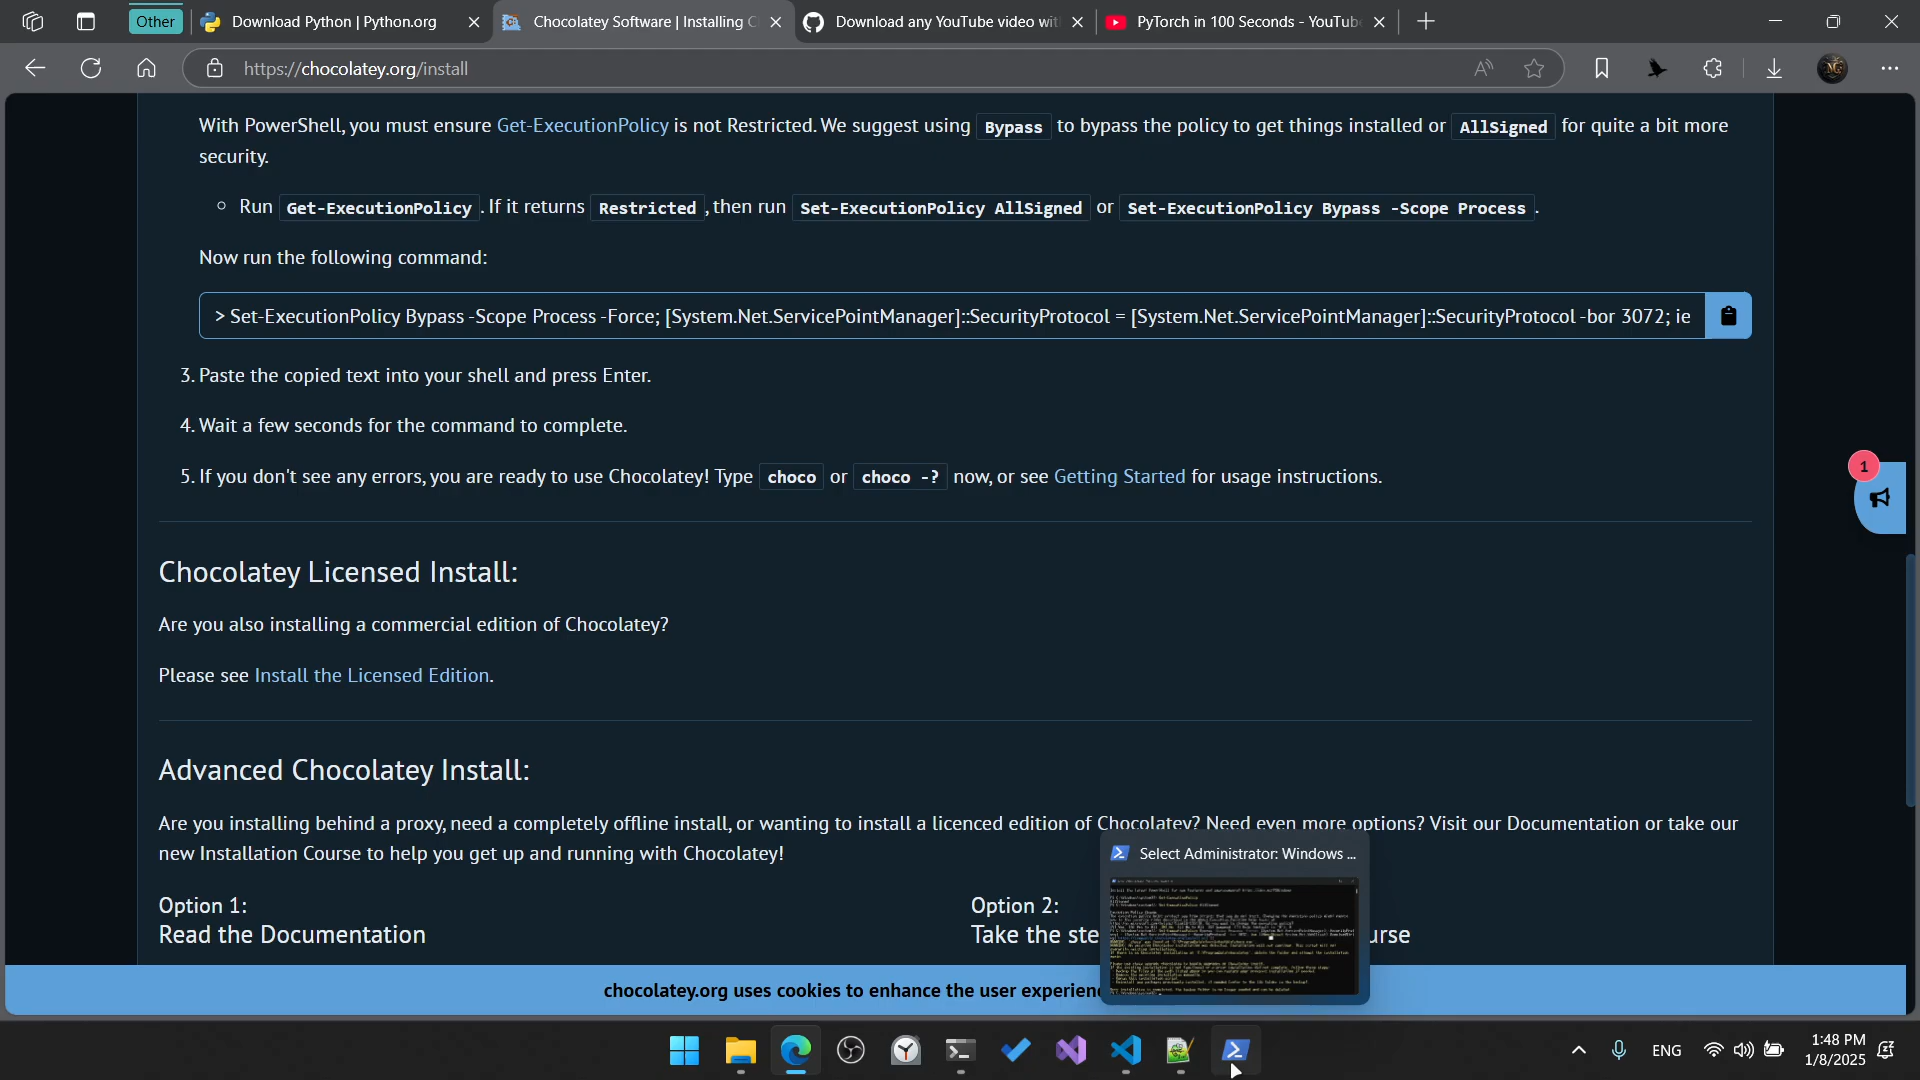 Other
Download Python | Python.org
Chocolatey Software | Installing C
Download any YouTube video wit
PyTorch in 100 Seconds - YouTub
https://chocolatey.org/install
With PowerShell, you must ensure Get-ExecutionPolicy is not Restricted. We suggest using Bypass to bypass the policy to get things installed or AllSigned for quite a bit more
security.
Run Get-ExecutionPolicy. If it returns Restricted, then run Set-ExecutionPolicy AllSigned or Set-ExecutionPolicy Bypass -Scope Process.
Now run the following command:
> Set-ExecutionPolicy Bypass -Scope Process -Force; [System.Net.ServicePointManager]::SecurityProtocol = [System.Net.ServicePointManager]::SecurityProtocol -bor 3072; ie
3. Paste the copied text into your shell and press Enter.
4. Wait a few seconds for the command to complete.
5. If you don't see any errors, you are ready to use Chocolatey! Type choco or choco -? now, or see Getting Started for usage instructions.
1
Chocolatey Licensed Install:
Are you also installing a commercial edition of Chocolatey?
Please see Install the Licensed Edition.
Advanced Chocolatey Install:
Are you installing behind a proxy, need a completely offline install, or wanting to install a licenced edition of Chocolatey? Need even more options? Visit our Documentation or take our
new Installation Course to help you get up and running with Chocolatey!
Select Administrator: Windows ...
Option 1:
Read the Documentation
Option 2:
Take the ste
urse
chocolatey.org uses cookies to enhance the user experien
ENG
1:48 PM
1/8/2025